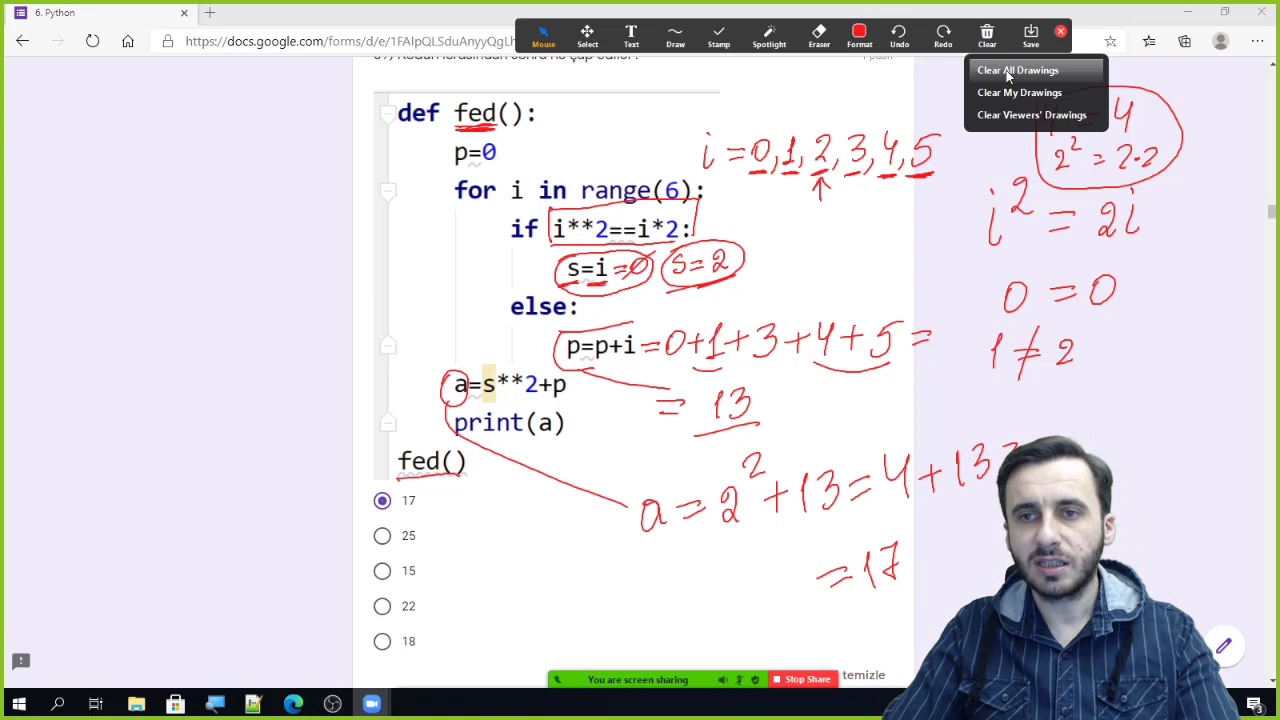 6. Python
https://docs.google.com/forms/d/e/1FAIpQLSduAnyyQgLh
Mouse Select Text Draw Stamp Spotlight Eraser Format Undo Redo Clear Save
Clear All Drawings
Clear My Drawings
Clear Viewers' Drawings
def fed():
p=0
for i in range(6):
if i**2==i*2:
s=i
else:
p=p+i
a=s**2+p
print(a)
fed()
i = 0, 1, 2, 3, 4, 5
= 4
2² = 2·2
i² = 2i
=0 s=2
0 = 0
= 0+1+3+4+5 =
1 ≠ 2
= 13
a = 2² + 13 = 4 + 13
= 17
17
25
15
22
18
temizle
You are screen sharing
Stop Share
3